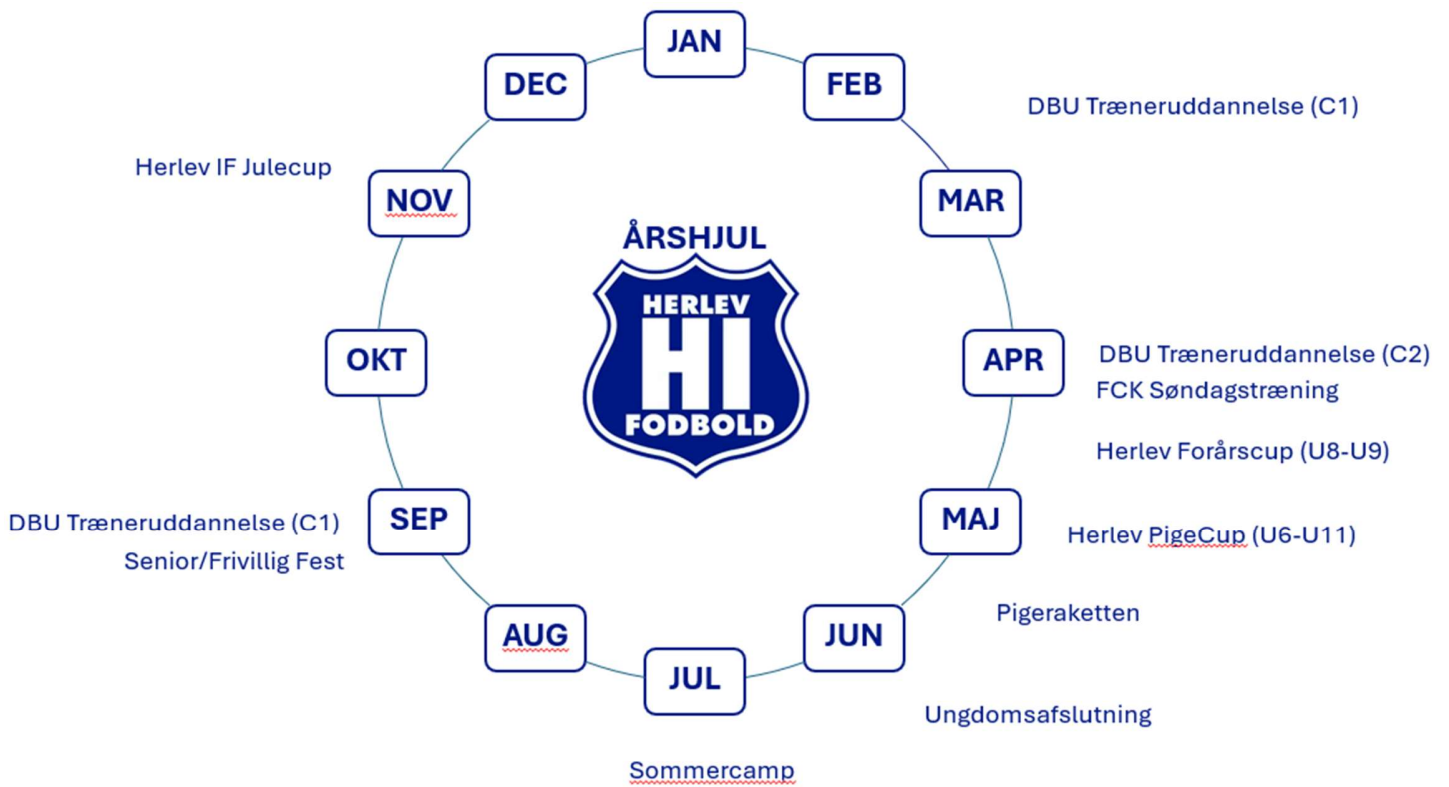 JAN
DEC
FEB
DBU Træneruddannelse (C1)
Herlev IF Julecup
NOV
MAR
ÅRSHJUL
HERLEV
HI
FODBOLD
OKT
APR
DBU Træneruddannelse (C2)
FCK Søndagstræning
Herlev Forårscup (U8-U9)
DBU Træneruddannelse (C1)
SEP
Senior/Frivillig Fest
MAJ
Herlev PigeCup (U6-U11)
Pigeraketten
AUG
JUN
JUL
Ungdomsafslutning
Sommercamp